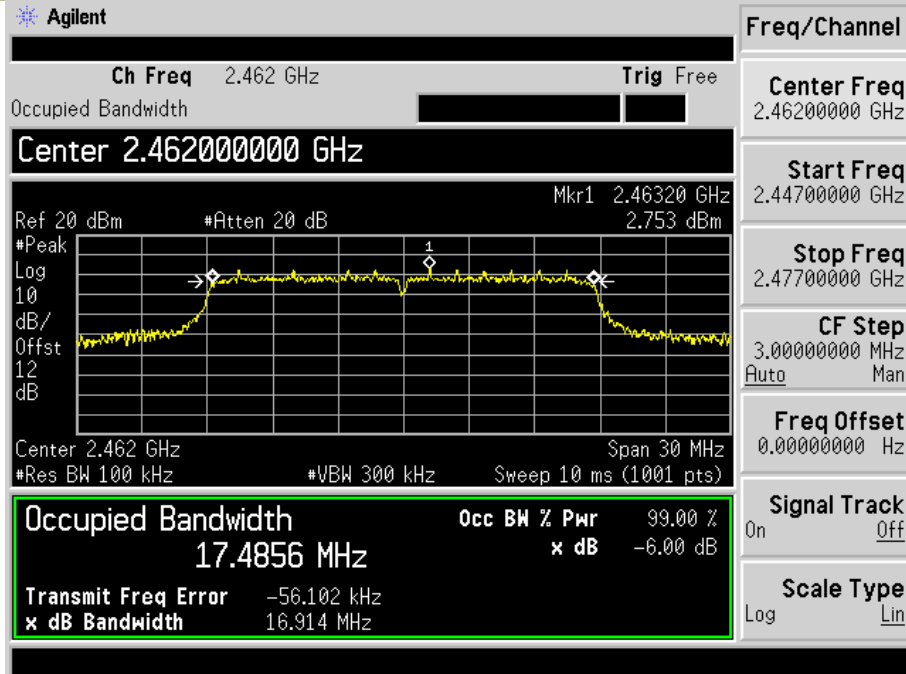 Agilent
Freq/Channel
Ch Freq 2.462 GHz Trig Free
Occupied Bandwidth
Center 2.462000000 GHz
Mkr1 2.46320 GHz
Ref 20 dBm #Atten 20 dB 2.753 dBm
#Peak
Log
10
dB/
Offst
12
dB
1
Center 2.462 GHz Span 30 MHz
#Res BW 100 kHz #VBW 300 kHz Sweep 10 ms (1001 pts)
Occupied Bandwidth
17.4856 MHz
Occ BW % Pwr 99.00 %
x dB -6.00 dB
Transmit Freq Error -56.102 kHz
x dB Bandwidth 16.914 MHz
Center Freq
2.46200000 GHz
Start Freq
2.44700000 GHz
Stop Freq
2.47700000 GHz
CF Step
3.00000000 MHz
Auto Man
Freq Offset
0.00000000 Hz
Signal Track
On Off
Scale Type
Log Lin